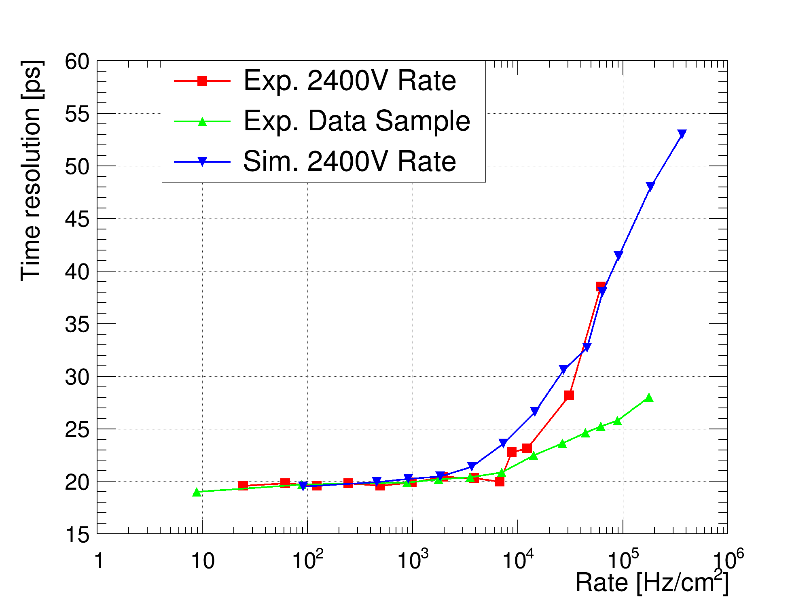 Time resolution [ps]
60
55
50
45
40
35
30
25
20
15
Exp. 2400V Rate
Exp. Data Sample
Sim. 2400V Rate
1 10 10² 10³ 10⁴ 10⁵ 10⁶
Rate [Hz/cm²]